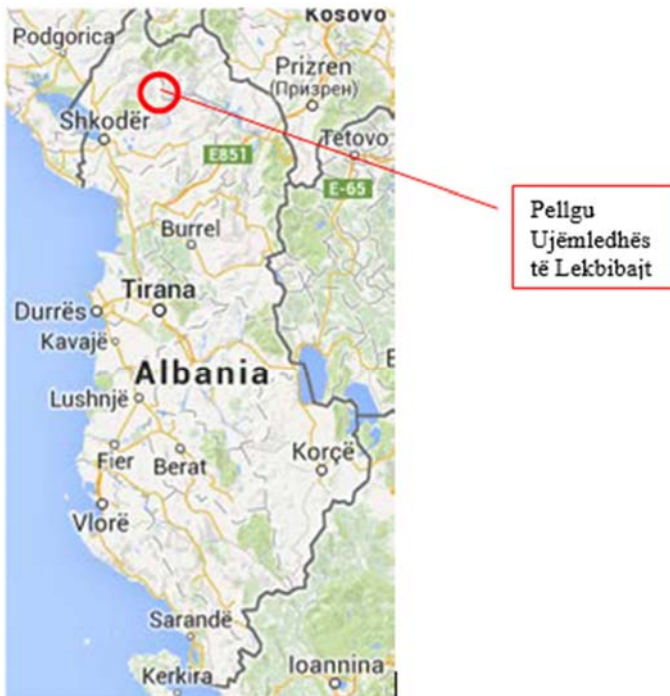 Kosovo
Podgorica
Prizren
(Призрен)
Shkodër
Tetovo
E851
E-65
Pellgu
Ujëmledhës
të Lekbibajt
Burrel
Tirana
Durrës
Kavajë
Albania
Lushnjë
Fier
Berat
Korçë
Vlorë
Sarandë
Kerkira
Ioannina